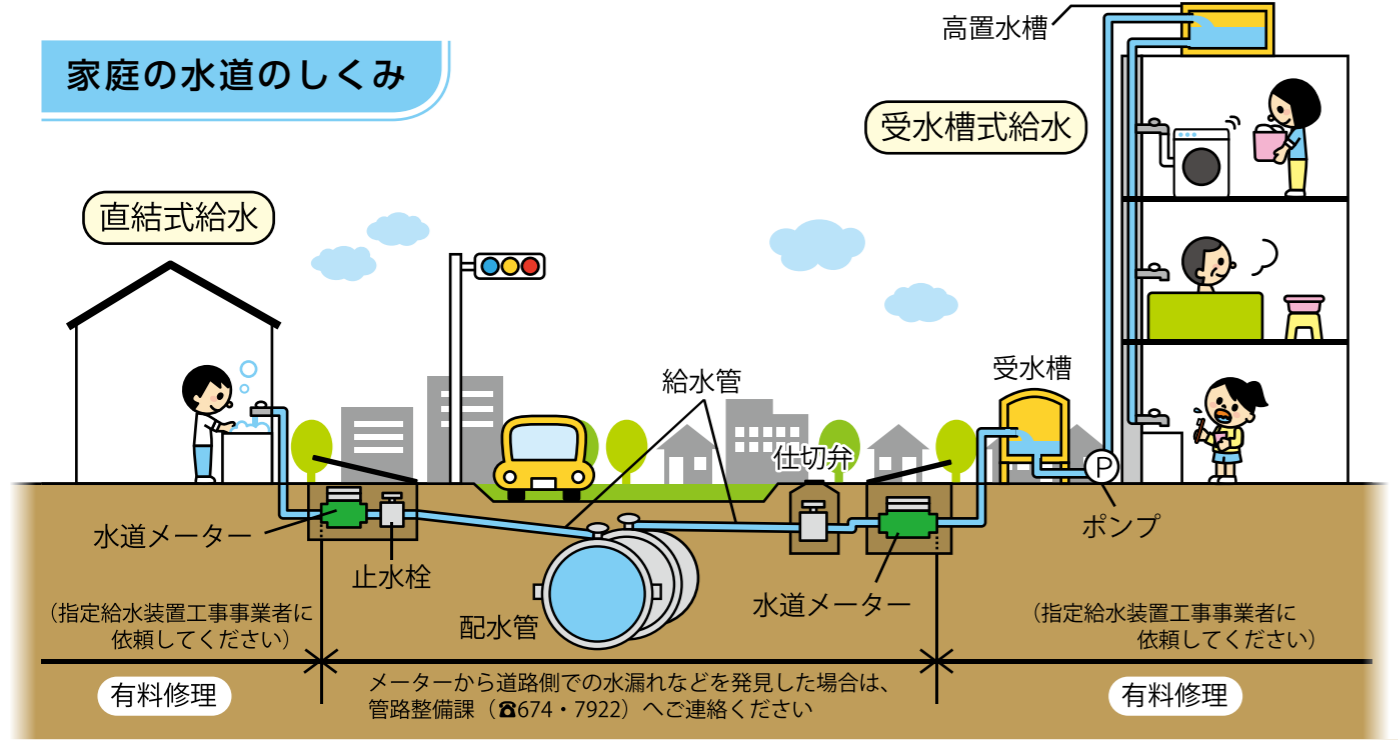 家庭の水道のしくみ
高置水槽
受水槽式給水
直結式給水
給水管
受水槽
仕切弁
P
ポンプ
水道メーター
止水栓
配水管
水道メーター
（指定給水装置工事事業者に
依頼してください）
（指定給水装置工事事業者に
依頼してください）
有料修理
メーターから道路側での水漏れなどを発見した場合は、
管路整備課（☎674・7922）へご連絡ください
有料修理